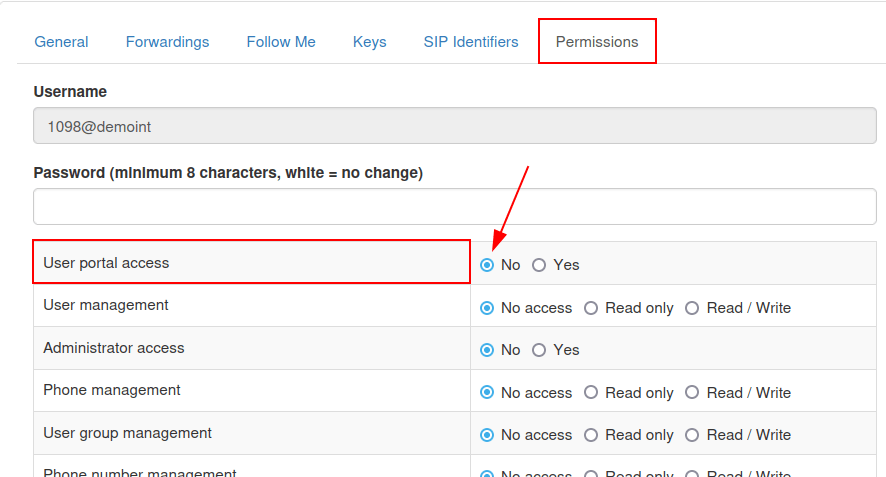 General Forwardings Follow Me Keys SIP Identifiers Permissions
Username
1098@demoint
Password (minimum 8 characters, white = no change)
User portal access No Yes
User management No access Read only Read / Write
Administrator access No Yes
Phone management No access Read only Read / Write
User group management No access Read only Read / Write
Phone number management No access Read only Read / Write